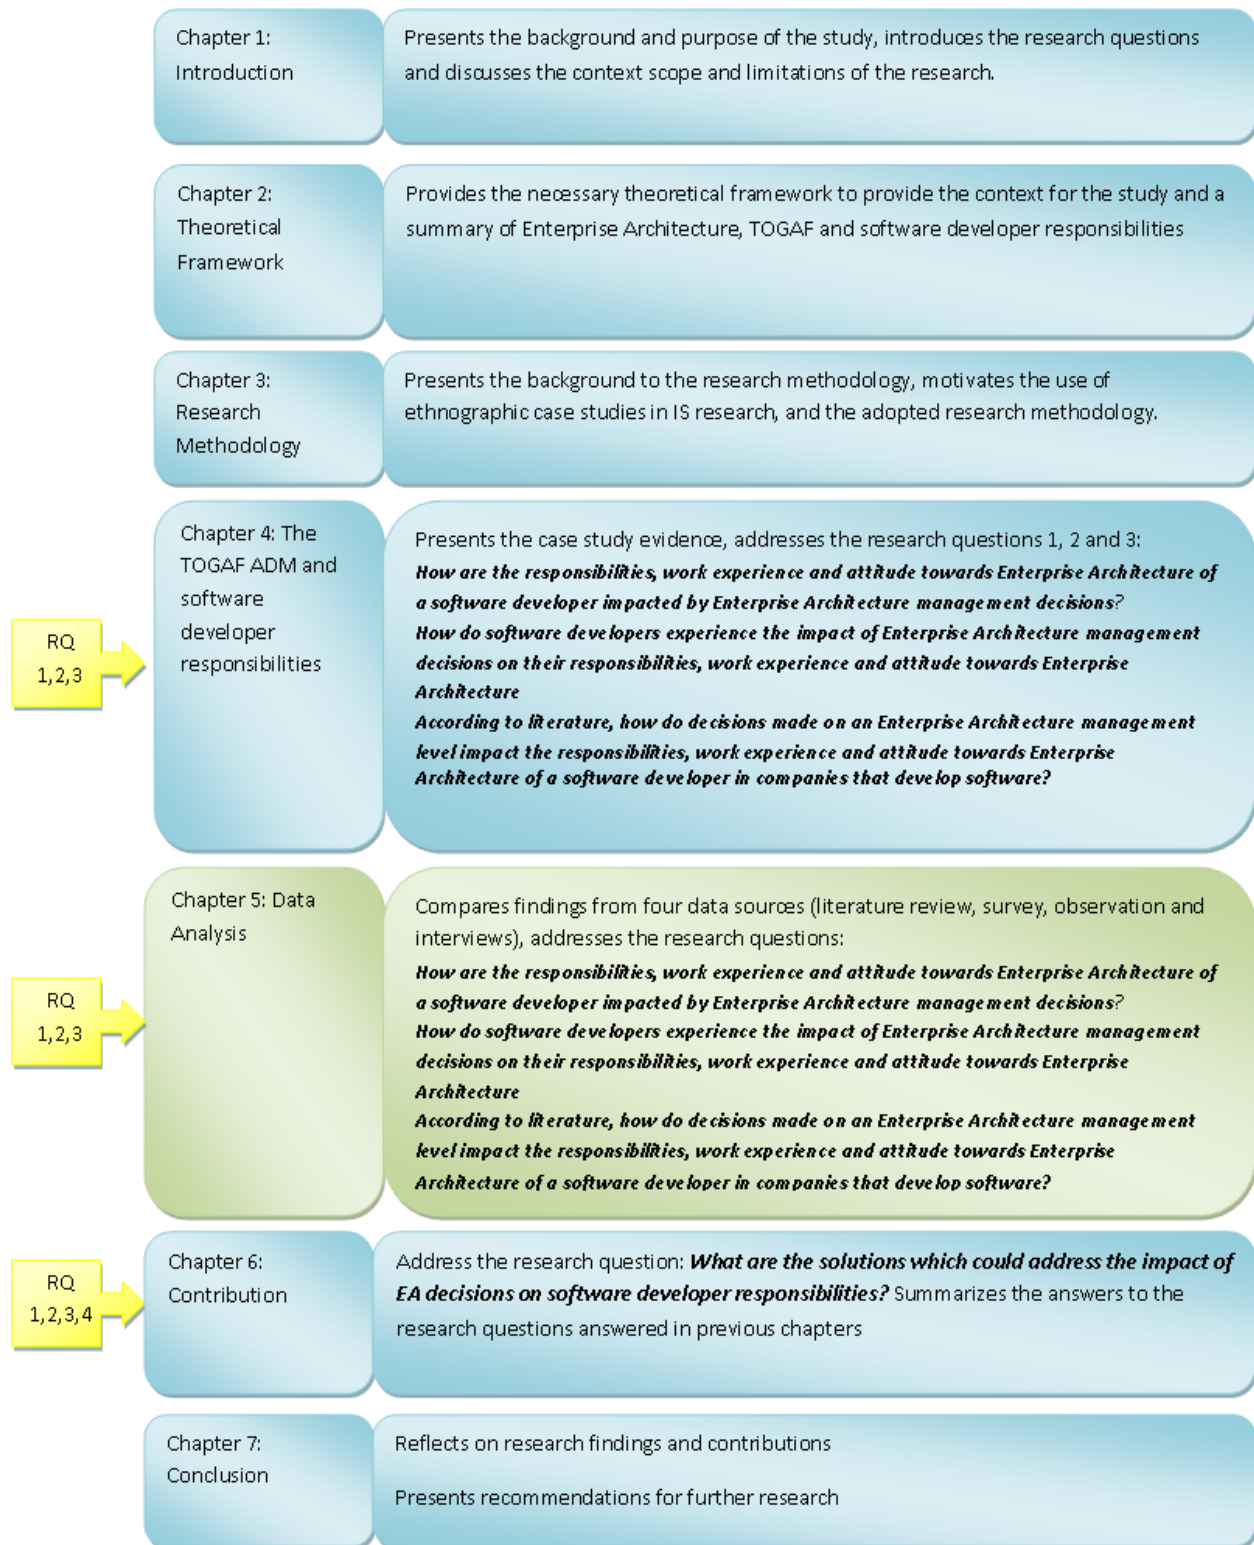 Chapter 1:
Introduction
Presents the background and purpose of the study, introduces the research questions
and discusses the context scope and limitations of the research.
Chapter 2:
Theoretical
Framework
Provides the necessary theoretical framework to provide the context for the study and a
summary of Enterprise Architecture, TOGAF and software developer responsibilities
Chapter 3:
Research
Methodology
Presents the background to the research methodology, motivates the use of
ethnographic case studies in IS research, and the adopted research methodology.
RQ
1,2,3
Chapter 4: The
TOGAF ADM and
software
developer
responsibilities
Presents the case study evidence, addresses the research questions 1, 2 and 3:
How are the responsibilities, work experience and attitude towards Enterprise Architecture of
a software developer impacted by Enterprise Architecture management decisions?
How do software developers experience the impact of Enterprise Architecture management
decisions on their responsibilities, work experience and attitude towards Enterprise
Architecture
According to literature, how do decisions made on an Enterprise Architecture management
level impact the responsibilities, work experience and attitude towards Enterprise
Architecture of a software developer in companies that develop software?
RQ
1,2,3
Chapter 5: Data
Analysis
Compares findings from four data sources (literature review, survey, observation and
interviews), addresses the research questions:
How are the responsibilities, work experience and attitude towards Enterprise Architecture of
a software developer impacted by Enterprise Architecture management decisions?
How do software developers experience the impact of Enterprise Architecture management
decisions on their responsibilities, work experience and attitude towards Enterprise
Architecture
According to literature, how do decisions made on an Enterprise Architecture management
level impact the responsibilities, work experience and attitude towards Enterprise
Architecture of a software developer in companies that develop software?
RQ
1,2,3,4
Chapter 6:
Contribution
Address the research question: What are the solutions which could address the impact of
EA decisions on software developer responsibilities? Summarizes the answers to the
research questions answered in previous chapters
Chapter 7:
Conclusion
Reflects on research findings and contributions
Presents recommendations for further research